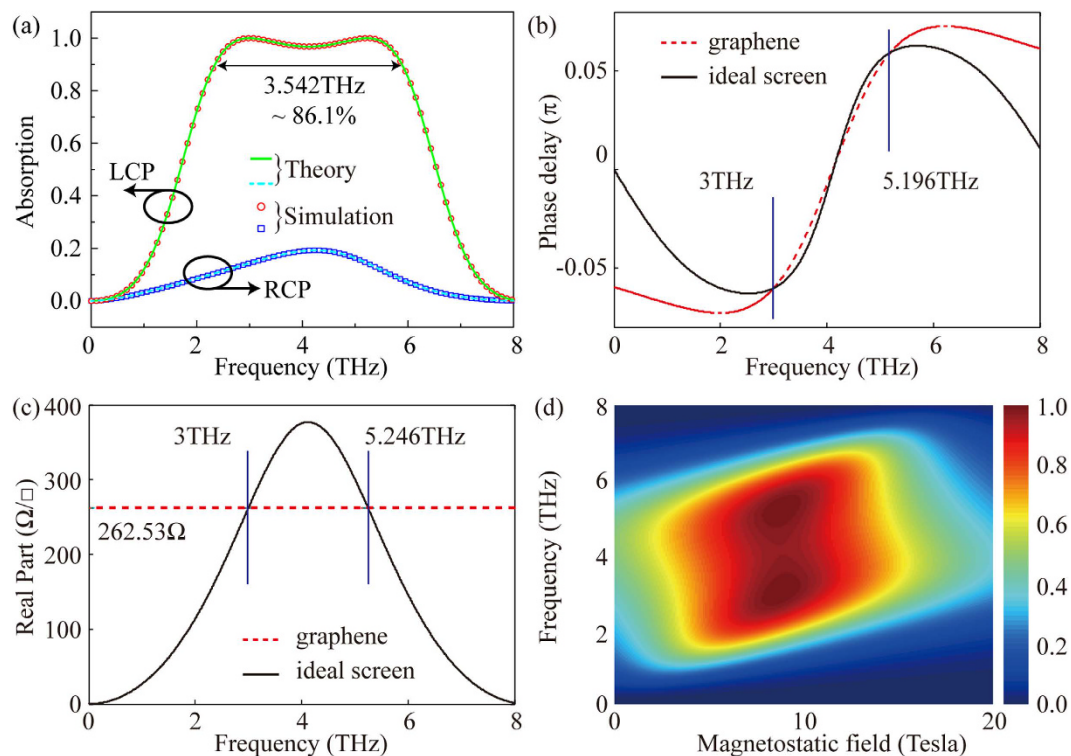 (a)
1.0
0.8
0.6
0.4
0.2
0.0
Absorption
3.542THz
~ 86.1%
LCP
Theory
Simulation
RCP
0 2 4 6 8
Frequency (THz)
(b)
0.05
0
-0.05
Phase delay (π)
graphene
ideal screen
3THz
5.196THz
0 2 4 6 8
Frequency (THz)
(c)
400
300
200
100
0
Real Part (Ω/□)
3THz
5.246THz
262.53Ω
graphene
ideal screen
0 2 4 6 8
Frequency (THz)
(d)
8
6
4
2
0
Frequency (THz)
0 10 20
Magnetostatic field (Tesla)
1.0
0.8
0.6
0.4
0.2
0.0